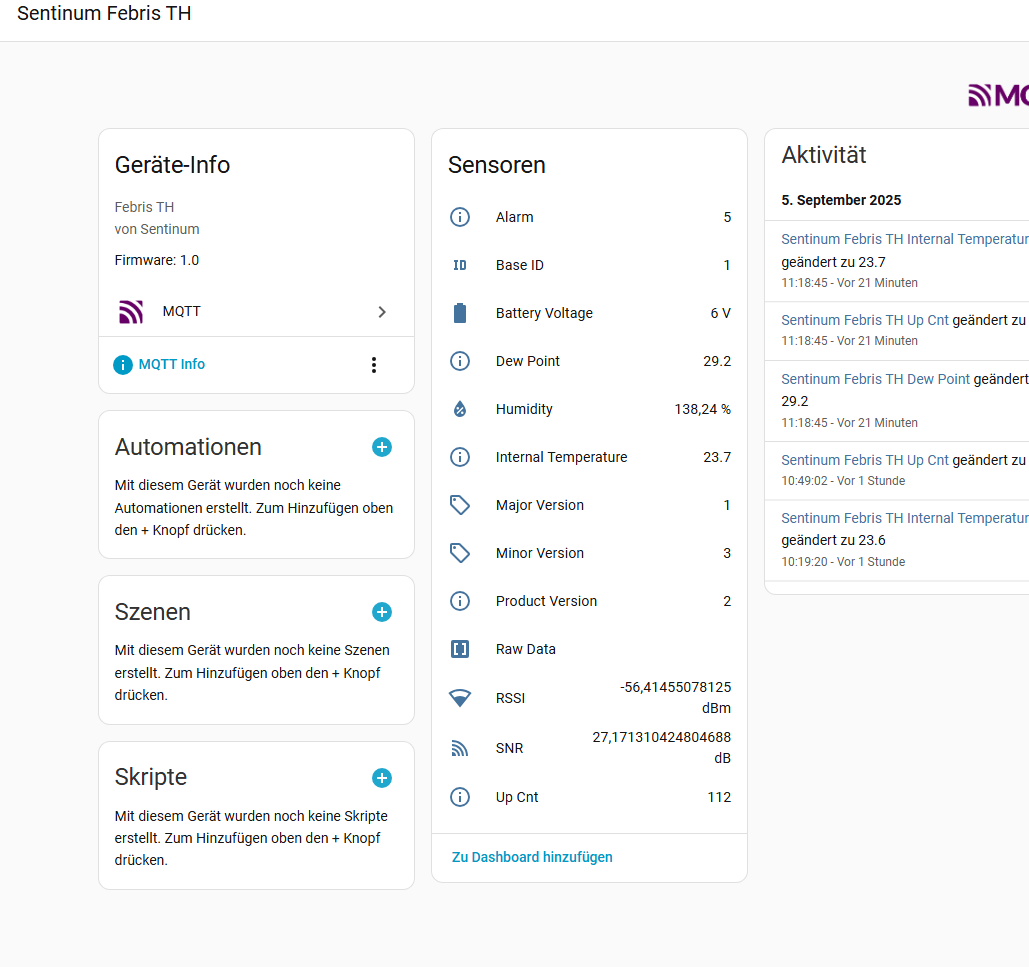 Sentinum Febris TH
Geräte-Info
Febris TH
von Sentinum
Firmware: 1.0
MQTT
MQTT Info
Automationen
Mit diesem Gerät wurden noch keine
Automationen erstellt. Zum Hinzufügen oben
den + Knopf drücken.
Szenen
Mit diesem Gerät wurden noch keine Szenen
erstellt. Zum Hinzufügen oben den + Knopf
drücken.
Skripte
Mit diesem Gerät wurden noch keine Skripte
erstellt. Zum Hinzufügen oben den + Knopf
drücken.
Sensoren
Alarm 5
ID Base ID 1
Battery Voltage 6 V
Dew Point 29.2
Humidity 138,24 %
Internal Temperature 23.7
Major Version 1
Minor Version 3
Product Version 2
Raw Data
RSSI -56,41455078125
dBm
SNR 27,171310424804688
dB
Up Cnt 112
Zu Dashboard hinzufügen
Aktivität
5. September 2025
Sentinum Febris TH Internal Temperatur
geändert zu 23.7
11:18:45 - Vor 21 Minuten
Sentinum Febris TH Up Cnt geändert zu
11:18:45 - Vor 21 Minuten
Sentinum Febris TH Dew Point geändert
29.2
11:18:45 - Vor 21 Minuten
Sentinum Febris TH Up Cnt geändert zu
10:49:02 - Vor 1 Stunde
Sentinum Febris TH Internal Temperatur
geändert zu 23.6
10:19:20 - Vor 1 Stunde